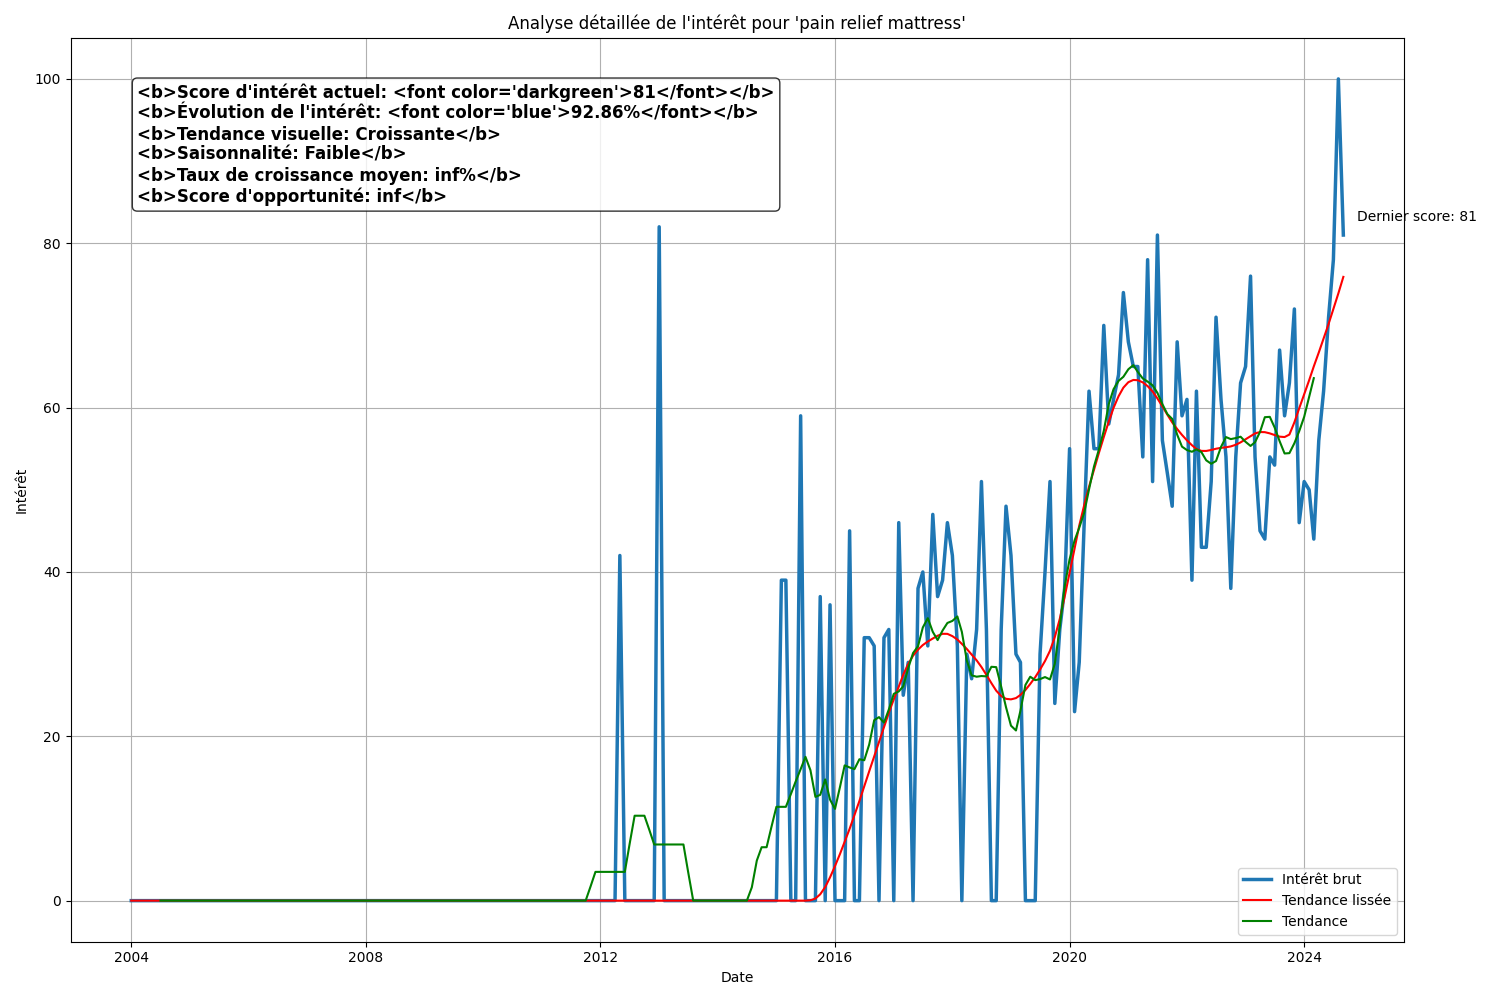 Analyse détaillée de l'intérêt pour 'pain relief mattress'
<b>Score d'intérêt actuel: <font color='darkgreen'>81</font></b>
<b>Évolution de l'intérêt: <font color='blue'>92.86%</font></b>
<b>Tendance visuelle: Croissante</b>
<b>Saisonnalité: Faible</b>
<b>Taux de croissance moyen: inf%</b>
<b>Score d'opportunité: inf</b>
Dernier score: 81
Intérêt
100
80
60
40
20
0
Intérêt brut
Tendance lissée
Tendance
2004
2008
2012
2016
2020
2024
Date